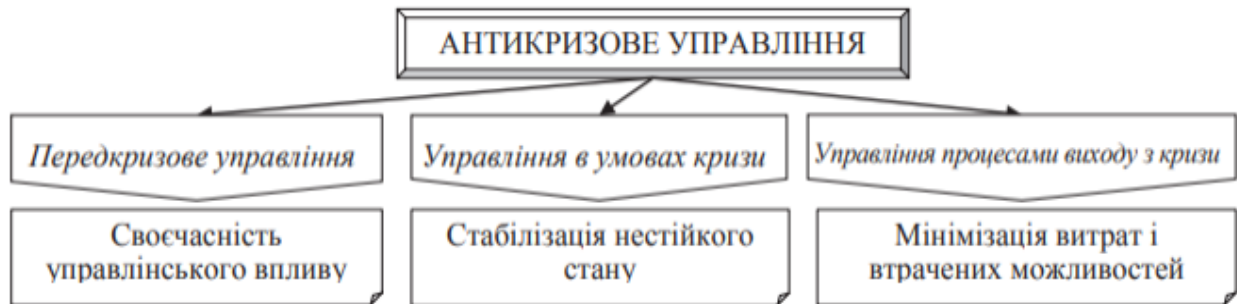 АНТИКРИЗОВЕ УПРАВЛІННЯ
Передкризове управління
Управління в умовах кризи
Управління процесами виходу з кризи
Своєчасність
управлінського впливу
Стабілізація нестійкого
стану
Мінімізація витрат і
втрачених можливостей